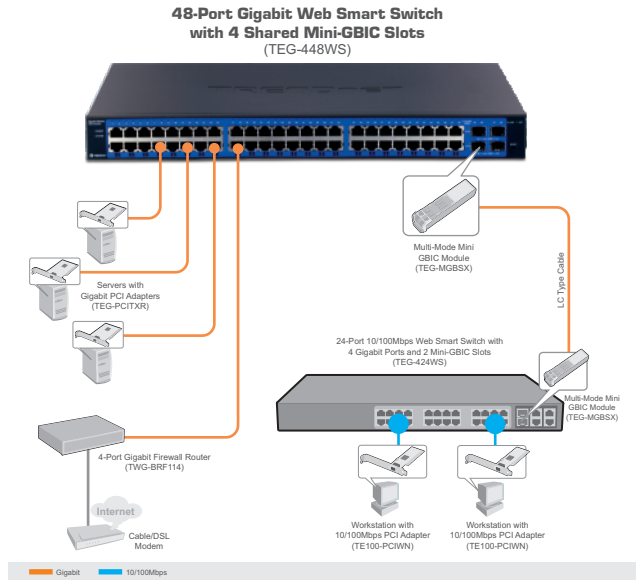 48-Port Gigabit Web Smart Switch
with 4 Shared Mini-GBIC Slots
(TEG-448WS)
Multi-Mode Mini
GBIC Module
(TEG-MGBSX)
LC Type Cable
Servers with
Gigabit PCI Adapters
(TEG-PCITXR)
24-Port 10/100Mbps Web Smart Switch with
4 Gigabit Ports and 2 Mini-GBIC Slots
(TEG-424WS)
Multi-Mode Mini
GBIC Module
(TEG-MGBSX)
4-Port Gigabit Firewall Router
(TWG-BRF114)
Internet
Cable/DSL
Modem
Workstation with
10/100Mbps PCI Adapter
(TE100-PCIWN)
Workstation with
10/100Mbps PCI Adapter
(TE100-PCIWN)
Gigabit
10/100Mbps